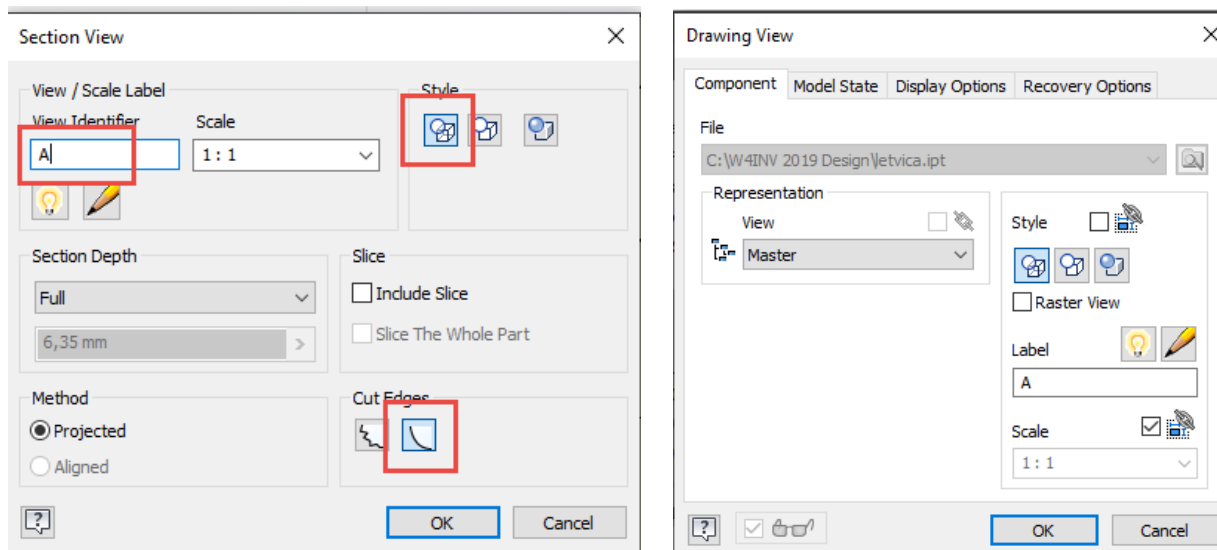 Section View
View / Scale Label
View Identifier
Scale
A
1 : 1
Style
Section Depth
Full
6,35 mm
Slice
Include Slice
Slice The Whole Part
Method
Projected
Aligned
Cut Edges
OK
Cancel
Drawing View
Component
Model State
Display Options
Recovery Options
File
C:\W4INV 2019 Design\letvica.ipt
Representation
View
Master
Style
Raster View
Label
A
Scale
1 : 1
OK
Cancel